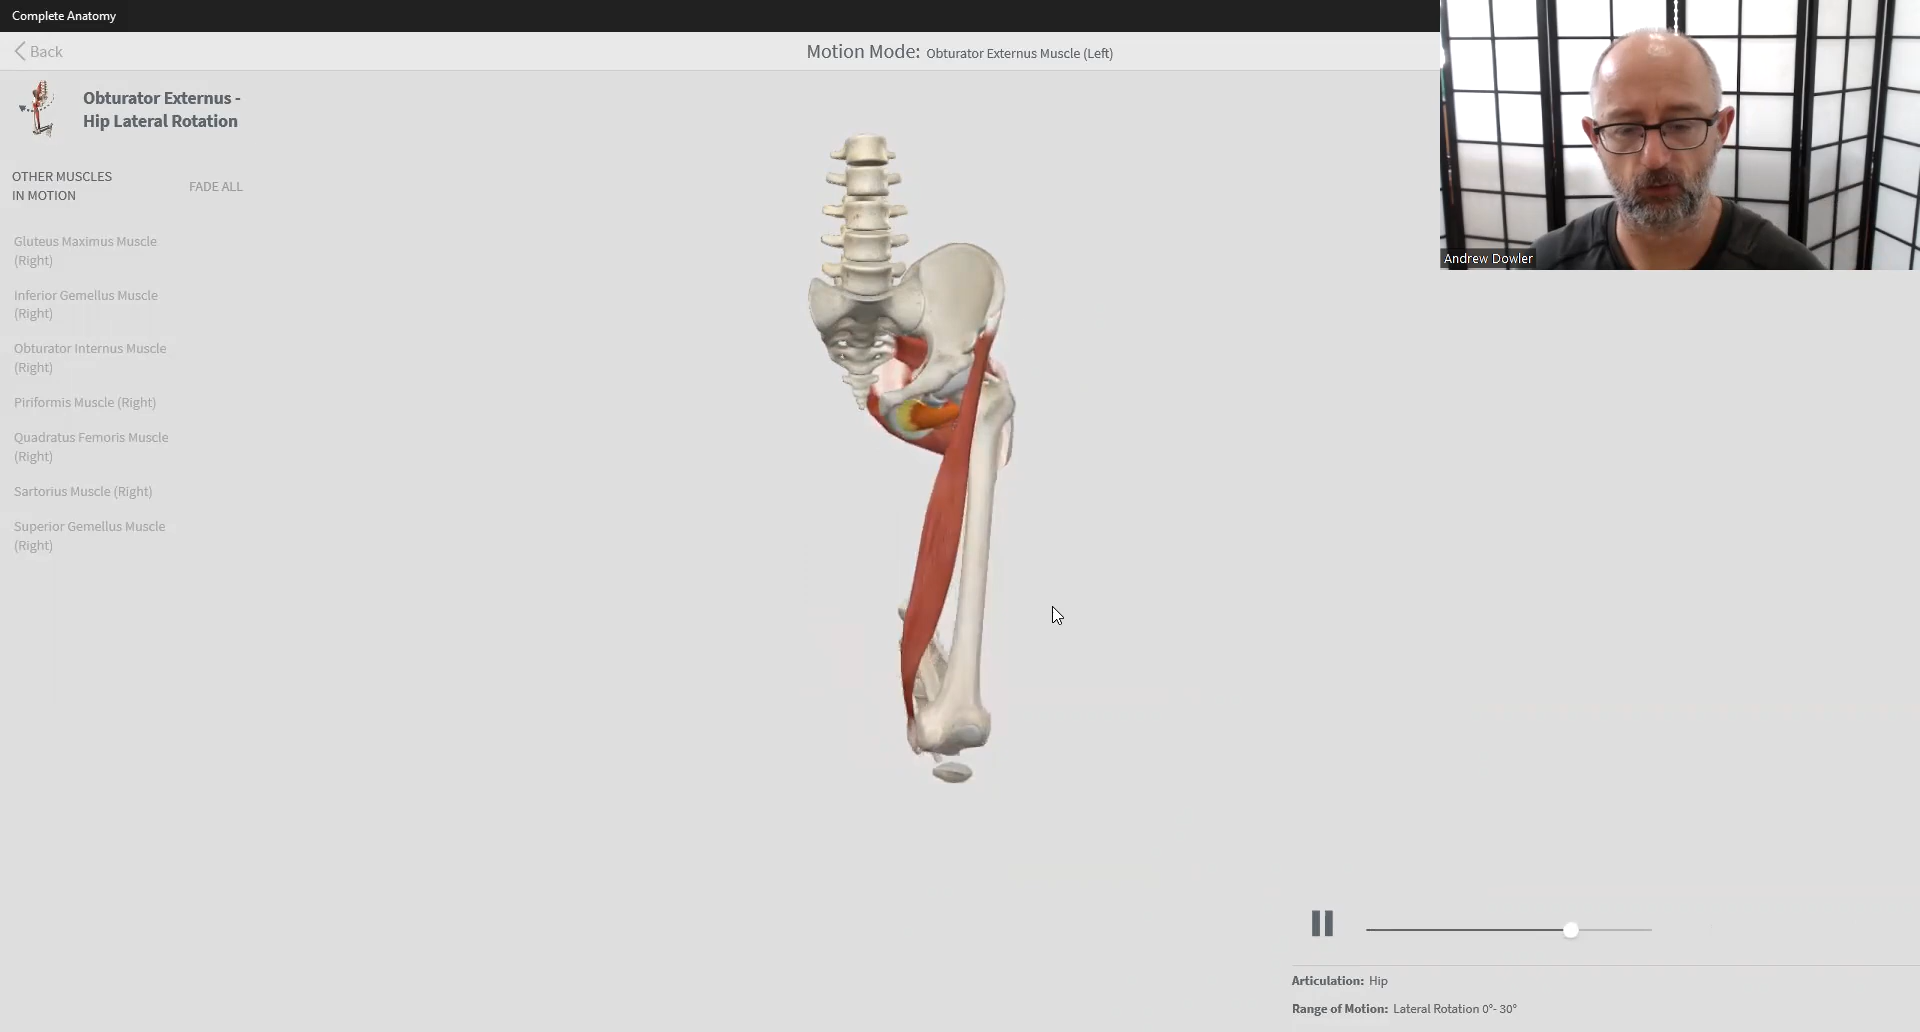 Complete Anatomy
Back
Motion Mode: Obturator Externus Muscle (Left)
Obturator Externus -
Hip Lateral Rotation
OTHER MUSCLES
IN MOTION
FADE ALL
Gluteus Maximus Muscle
(Right)
Inferior Gemellus Muscle
(Right)
Obturator Internus Muscle
(Right)
Piriformis Muscle (Right)
Quadratus Femoris Muscle
(Right)
Sartorius Muscle (Right)
Superior Gemellus Muscle
(Right)
Andrew Dowler
Articulation: Hip
Range of Motion: Lateral Rotation 0°- 30°